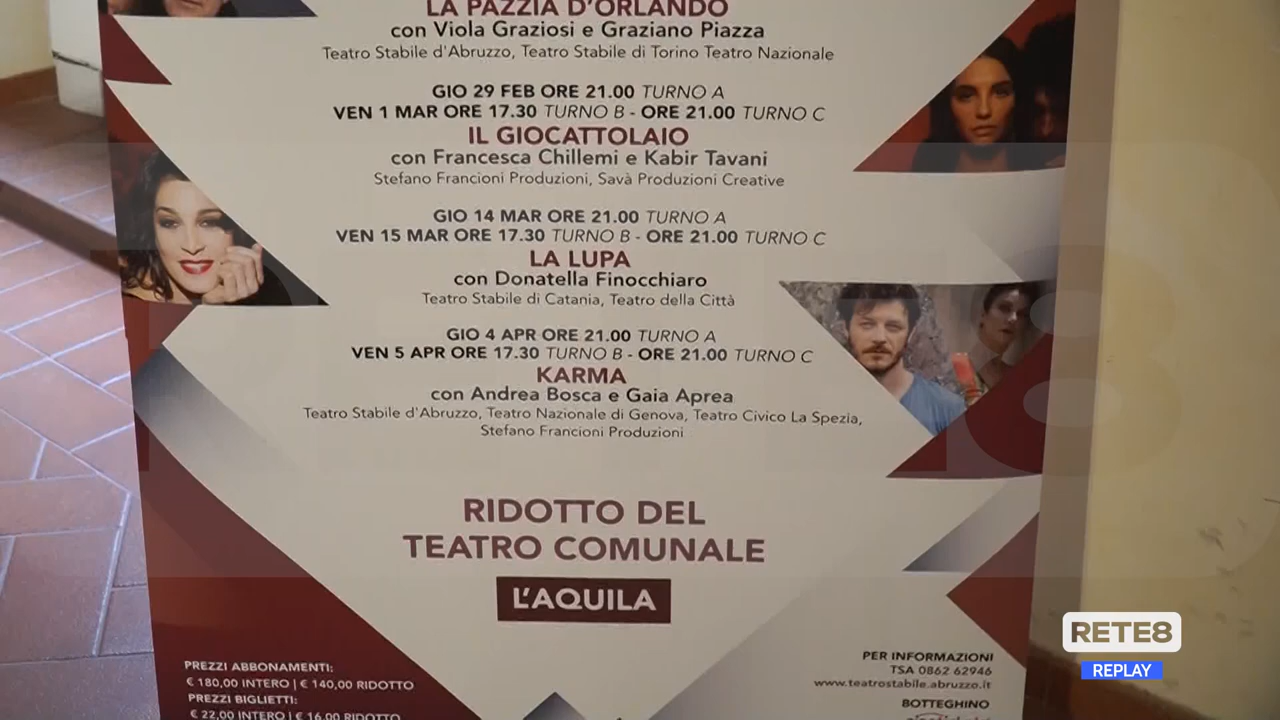 LA PAZZIA D'ORLANDO
con Viola Graziosi e Graziano Piazza
Teatro Stabile d'Abruzzo, Teatro Stabile di Torino Teatro Nazionale
GIO 29 FEB ORE 21.00 TURNO A
VEN 1 MAR ORE 17.30 TURNO B - ORE 21.00 TURNO C
IL GIOCATTOLAIO
con Francesca Chillemi e Kabir Tavani
Stefano Francioni Produzioni, Savà Produzioni Creative
GIO 14 MAR ORE 21.00 TURNO A
VEN 15 MAR ORE 17.30 TURNO B - ORE 21.00 TURNO C
LA LUPA
con Donatella Finocchiaro
Teatro Stabile di Catania, Teatro della Città
GIO 4 APR ORE 21.00 TURNO A
VEN 5 APR ORE 17.30 TURNO B - ORE 21.00 TURNO C
KARMA
con Andrea Bosca e Gaia Aprea
Teatro Stabile d'Abruzzo, Teatro Nazionale di Genova, Teatro Civico La Spezia,
Stefano Francioni Produzioni
RIDOTTO DEL
TEATRO COMUNALE
L'AQUILA
PREZZI ABBONAMENTI:
€ 180,00 INTERO | € 140,00 RIDOTTO
PREZZI BIGLIETTI:
€ 22,00 INTERO | € 16,00 RIDOTTO
PER INFORMAZIONI
TSA 0862 62946
www.teatrostabile.abruzzo.it
BOTTEGHINO
RETE8
REPLAY